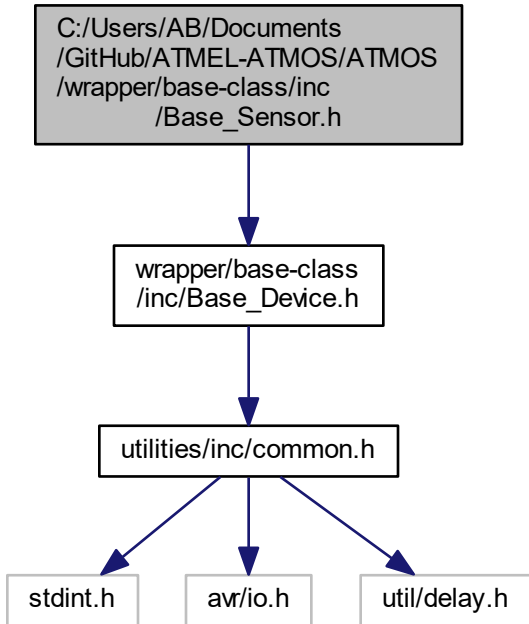 C:/Users/AB/Documents
/GitHub/ATMEL-ATMOS/ATMOS
/wrapper/base-class/inc
/Base_Sensor.h
wrapper/base-class
/inc/Base_Device.h
utilities/inc/common.h
stdint.h
avr/io.h
util/delay.h